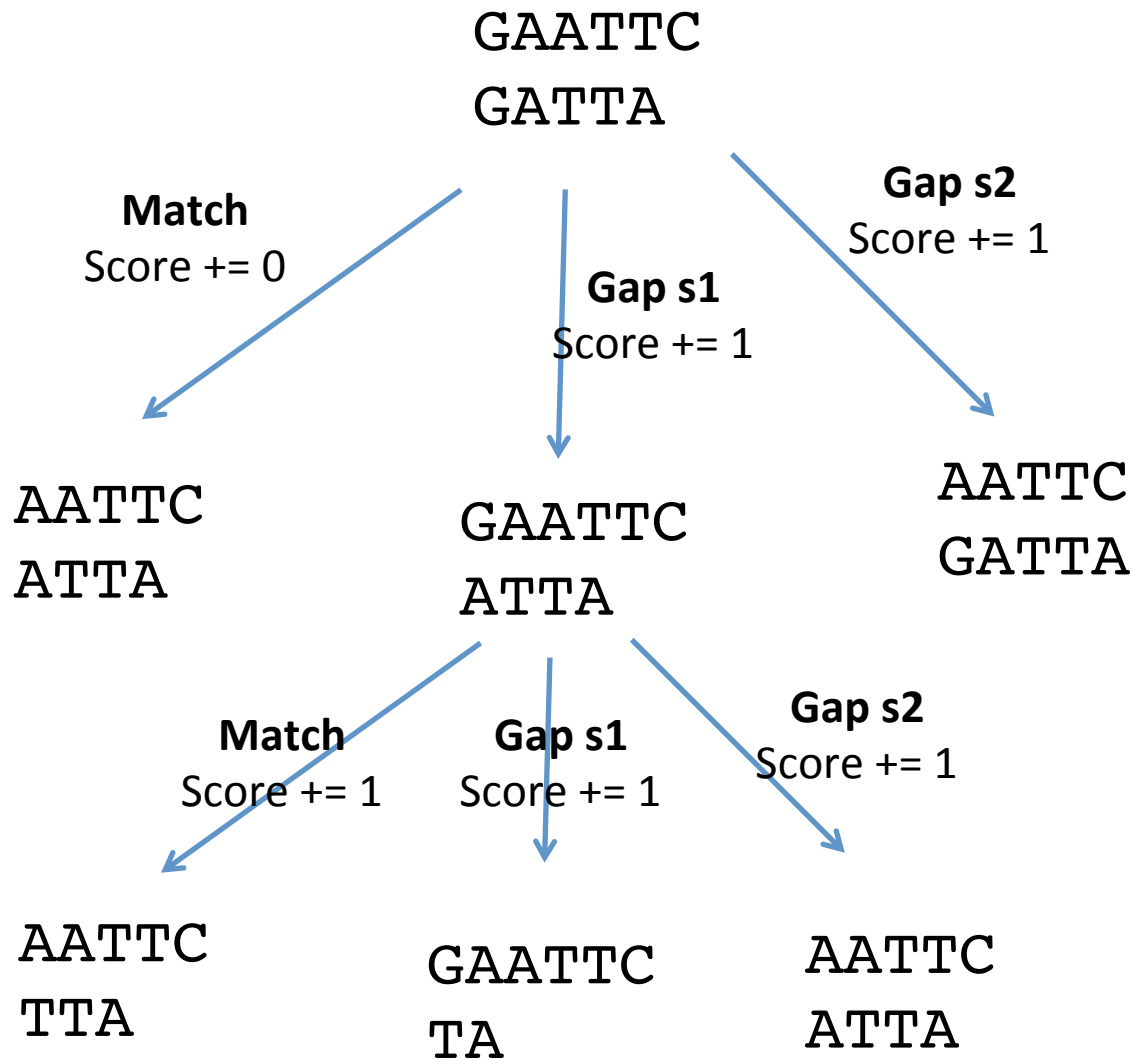 GAATTC
GATTA
Match
Score += 0
Gap s1
Score += 1
Gap s2
Score += 1
AATTC
ATTA
GAATTC
ATTA
AATTC
GATTA
Match
Score += 1
Gap s1
Score += 1
Gap s2
Score += 1
AATTC
TTA
GAATTC
TA
AATTC
ATTA